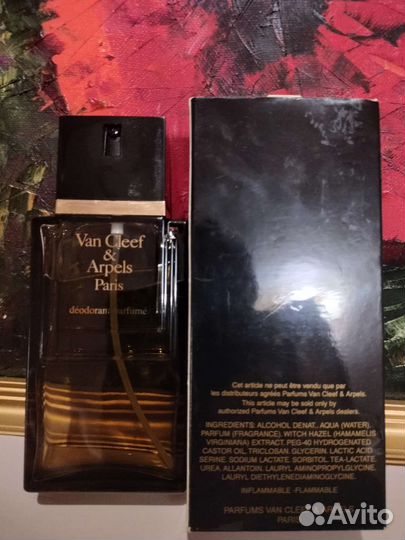 Van Cleef
&
Arpels
Paris
déodorant parfumé
Cet article ne peut être vendu que par
les distributeurs agréés Parfums Van Cleef & Arpels.
This article may be sold only by
authorized Parfums Van Cleef & Arpels dealers.
INGREDIENTS: ALCOHOL DENAT., AQUA (WATER),
PARFUM (FRAGRANCE), WITCH HAZEL (HAMAMELIS
VIRGINIANA) EXTRACT, PEG-40 HYDROGENATED
CASTOR OIL, TRICLOSAN, GLYCERIN, LACTIC ACID
SERINE, SODIUM LACTATE, SORBITOL, TEA-LACTATE,
UREA, ALLANTOIN, LAURYL AMINOPROPYLGYCINE,
LAURYL DIETHYLENEDIAMINOGLYCINE.
INFLAMMABLE - FLAMMABLE
PARFUMS VAN CLEEF
PARIS
Avito